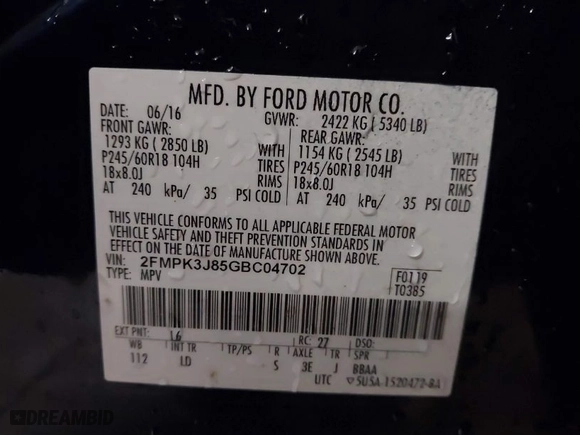 MFD. BY FORD MOTOR CO.
DATE: 06/16 GVWR: 2422 KG ( 5340 LB)
FRONT GAWR: REAR GAWR:
1293 KG ( 2850 LB) WITH 1154 KG ( 2545 LB) WITH
P245/60R18 104H TIRES P245/60R18 104H TIRES
18x8.0J RIMS 18x8.0J RIMS
AT 240 kPa/ 35 PSI COLD AT 240 kPa/ 35 PSI COLD
THIS VEHICLE CONFORMS TO ALL APPLICABLE FEDERAL MOTOR
VEHICLE SAFETY AND THEFT PREVENTION STANDARDS IN
EFFECT ON THE DATE OF MANUFACTURE SHOWN ABOVE.
VIN: 2FMPK3J85GBC04702 F0119
TYPE: MPV T0385
EXT PNT: L6 RC: 27 DSO:
WB INT TR TP/PS R AXLE TR SPR
112 LD S 3E J BBAA
UTC 5U5A-1520472-BA
DREAMBID